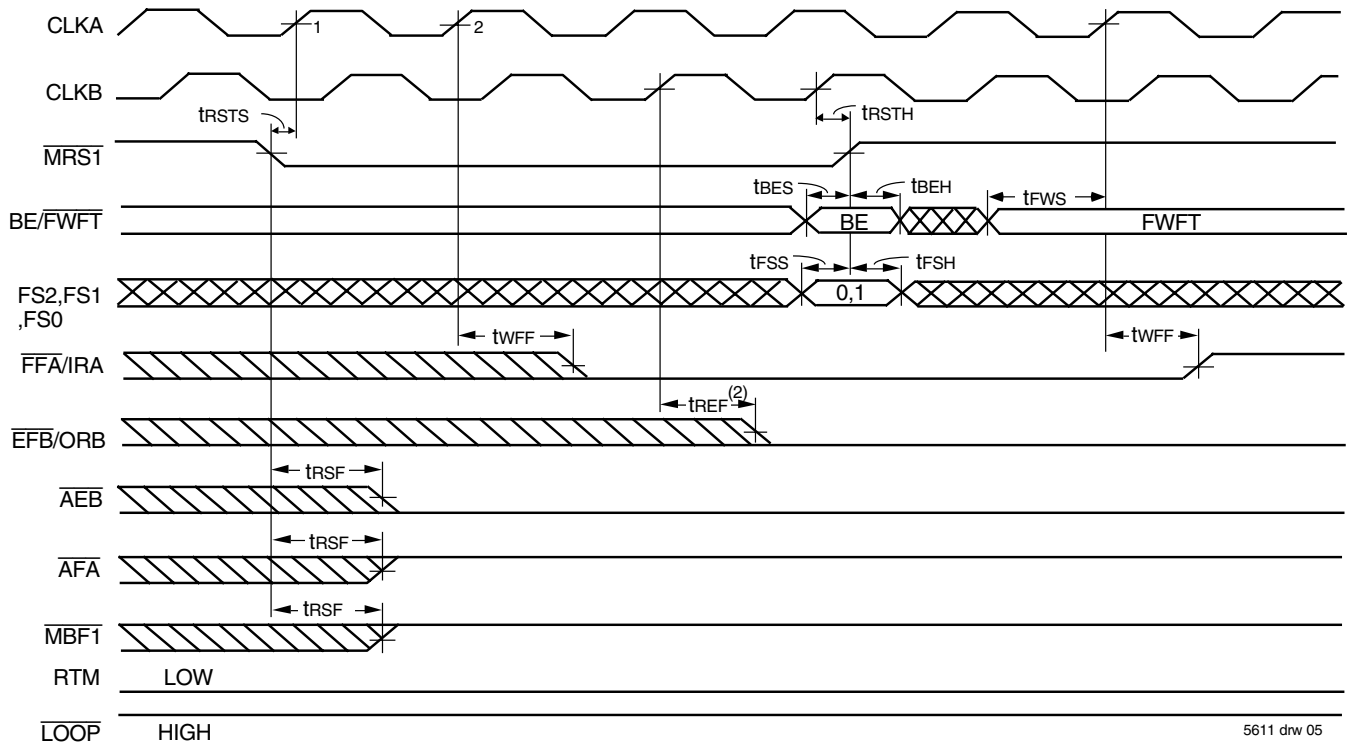 CLKA 1 2
CLKB
tRSTS tRSTH
MRS1
tBES tBEH tFWS
BE/FWFT BE FWFT
tFSS tFSH
FS2,FS1 0,1
,FS0
tWFF tWFF
FFA/IRA
tREF(2)
EFB/ORB
tRSF
AEB
tRSF
AFA
tRSF
MBF1
RTM LOW
LOOP HIGH
5611 drw 05